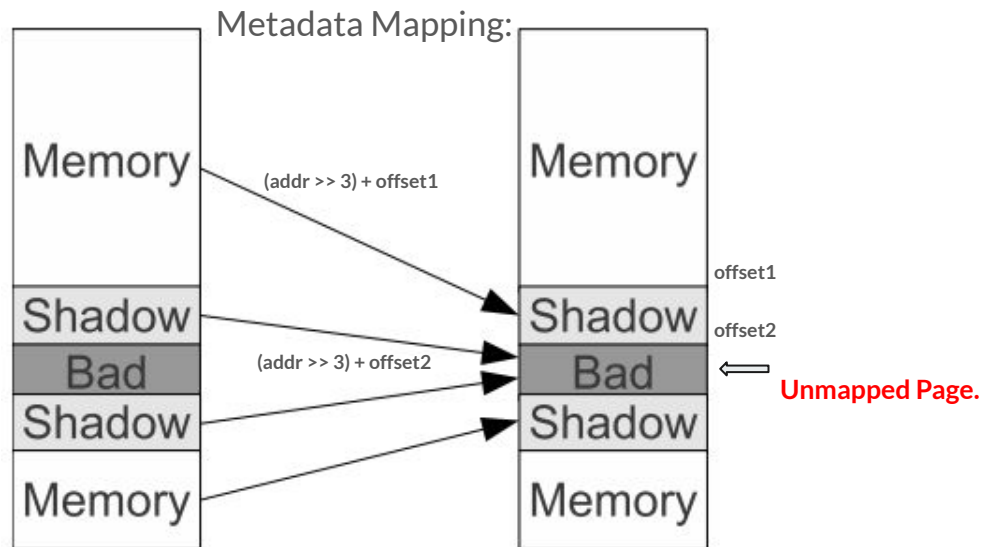 Metadata Mapping:
Memory
Memory
(addr >> 3) + offset1
offset1
Shadow
Shadow
offset2
Bad
(addr >> 3) + offset2
Bad
Unmapped Page.
Shadow
Shadow
Memory
Memory